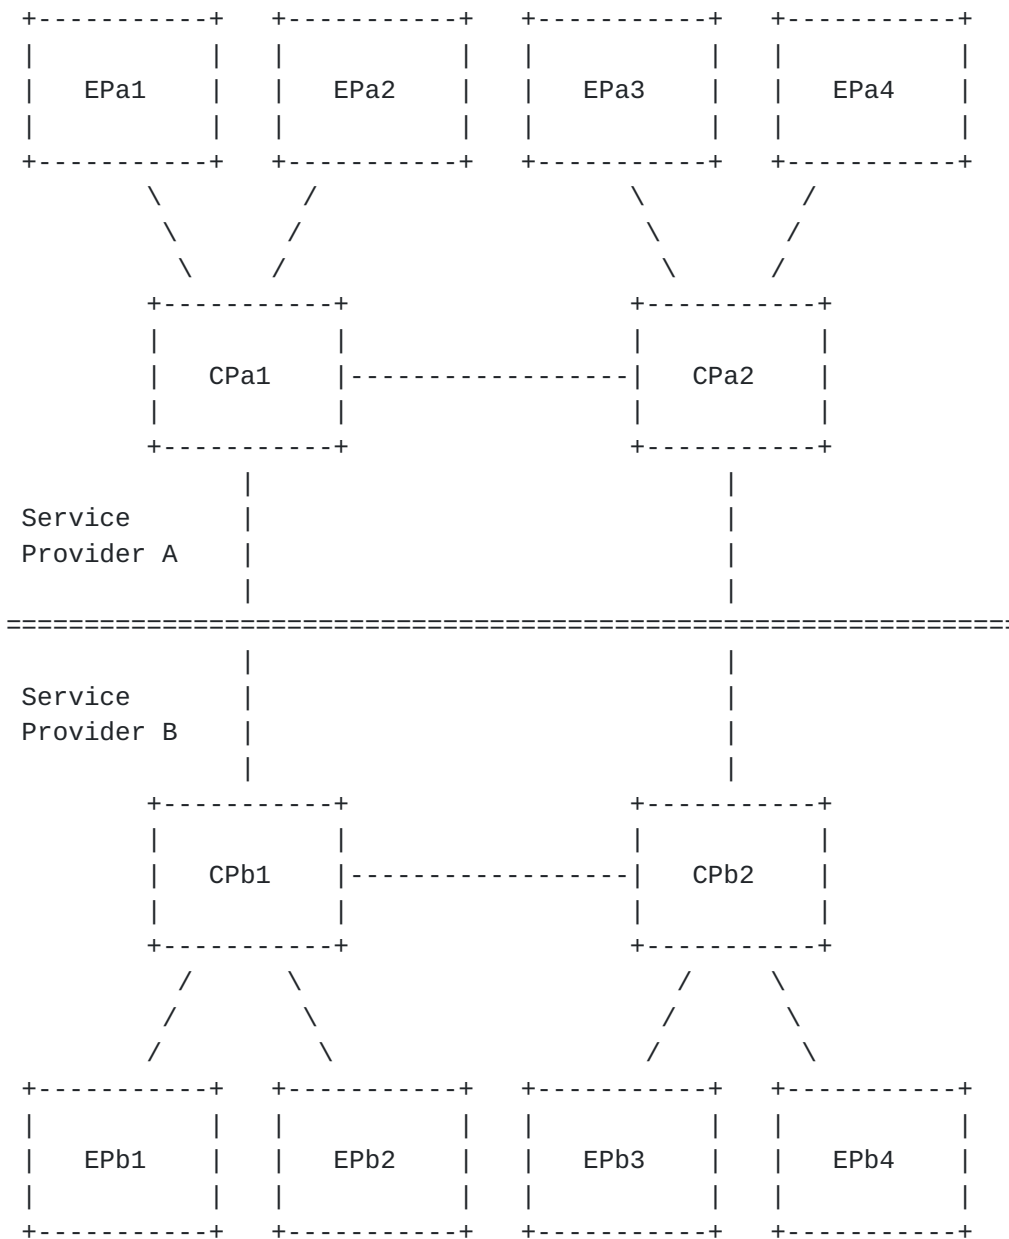 EPa1 EPa2 EPa3 EPa4
CPa1 CPa2
Service
Provider A
Service
Provider B
CPb1 CPb2
EPb1 EPb2 EPb3 EPb4